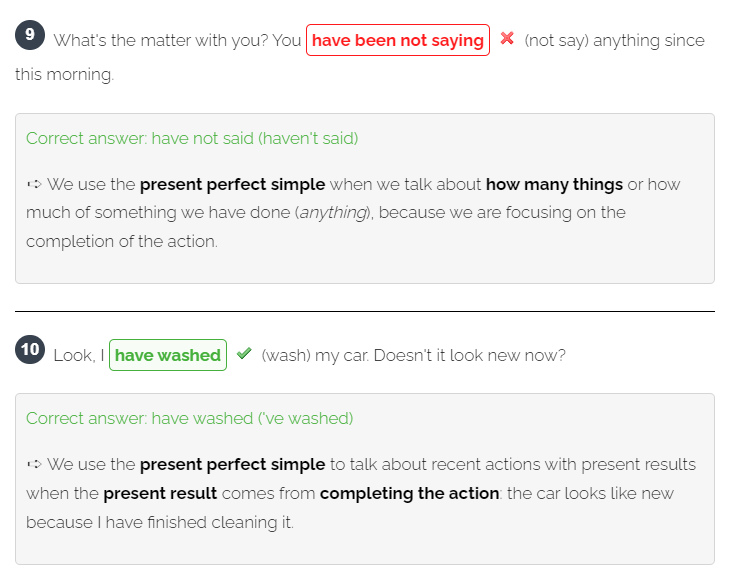 9 What's the matter with you? You have been not saying (not say) anything since
this morning.
Correct answer: have not said (haven't said)
➪ We use the present perfect simple when we talk about how many things or how
much of something we have done (anything), because we are focusing on the
completion of the action.
10 Look, I have washed (wash) my car. Doesn't it look new now?
Correct answer: have washed ('ve washed)
➪ We use the present perfect simple to talk about recent actions with present results
when the present result comes from completing the action: the car looks like new
because I have finished cleaning it.